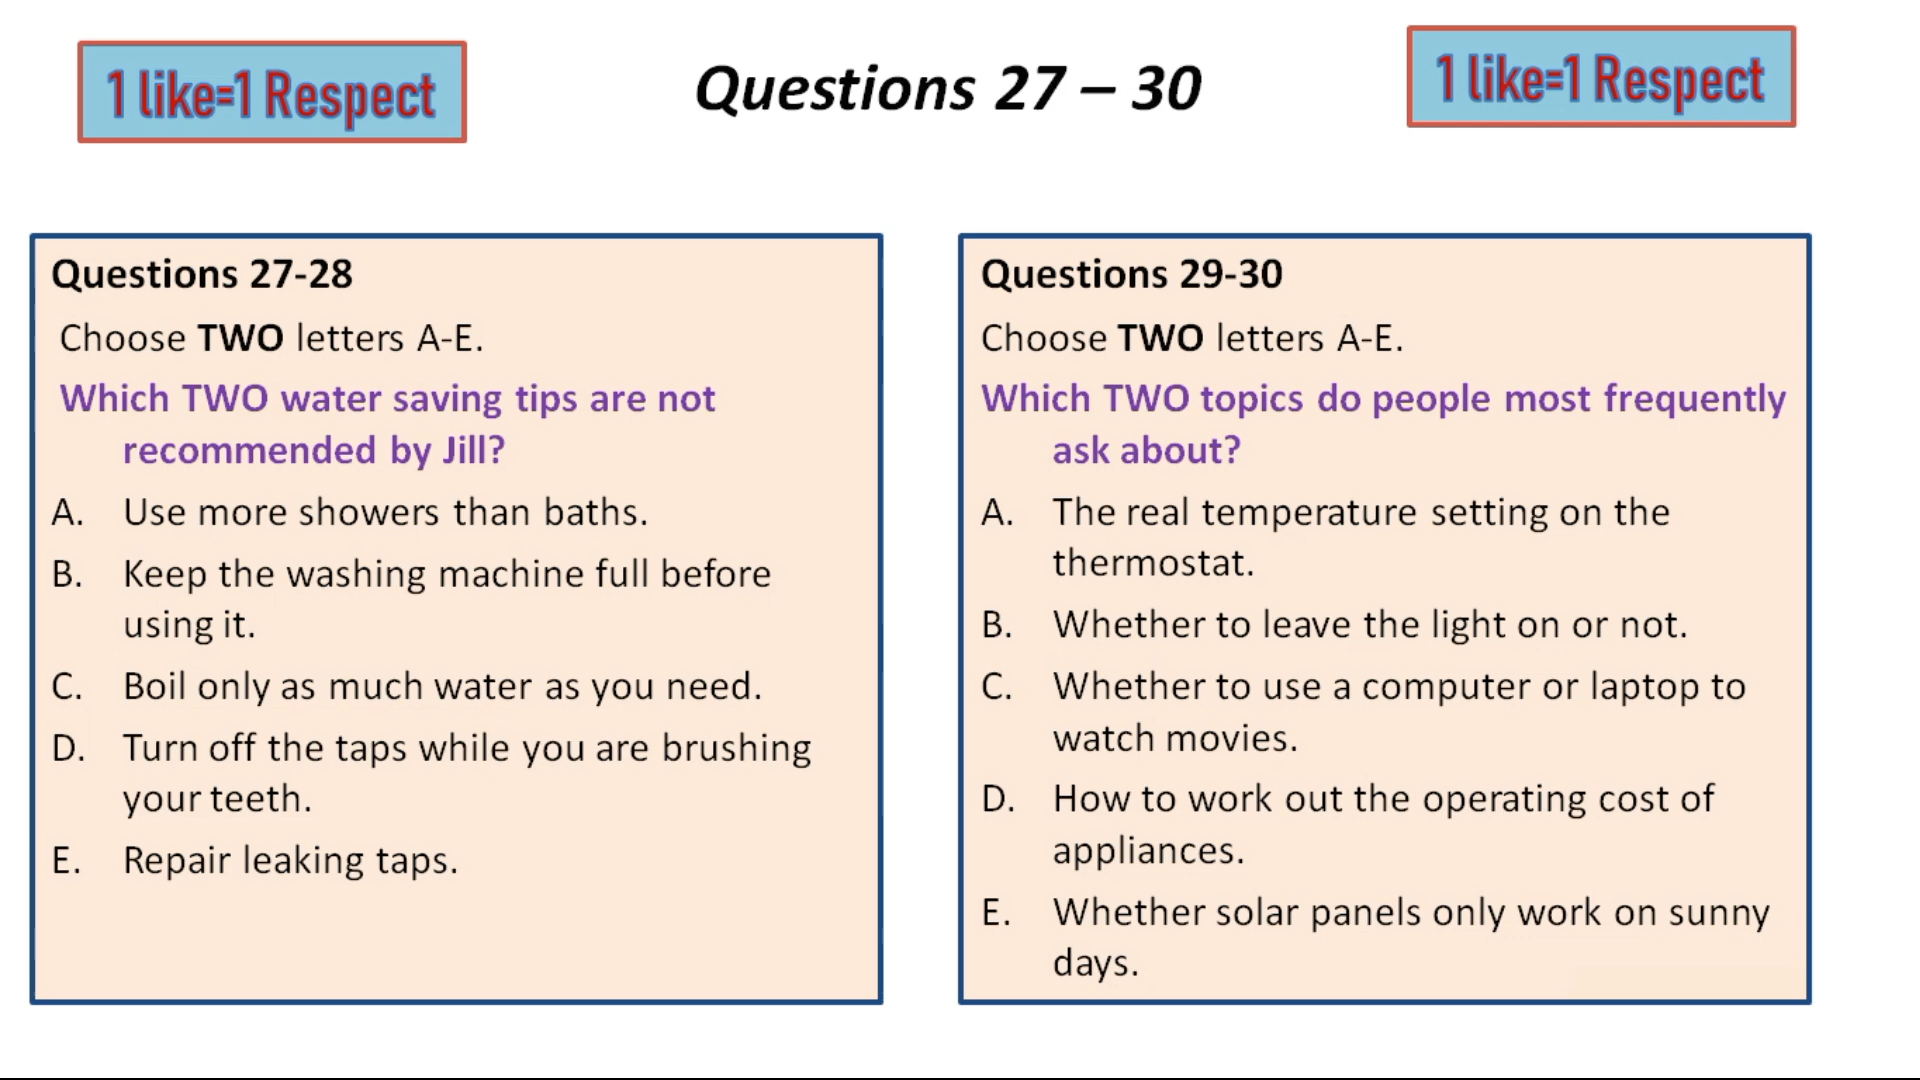 1 like=1 Respect
Questions 27 – 30
1 like=1 Respect
Questions 27-28
Choose TWO letters A-E.
Which TWO water saving tips are not
recommended by Jill?
A. Use more showers than baths.
B. Keep the washing machine full before
using it.
C. Boil only as much water as you need.
D. Turn off the taps while you are brushing
your teeth.
E. Repair leaking taps.
Questions 29-30
Choose TWO letters A-E.
Which TWO topics do people most frequently
ask about?
A. The real temperature setting on the
thermostat.
B. Whether to leave the light on or not.
C. Whether to use a computer or laptop to
watch movies.
D. How to work out the operating cost of
appliances.
E. Whether solar panels only work on sunny
days.